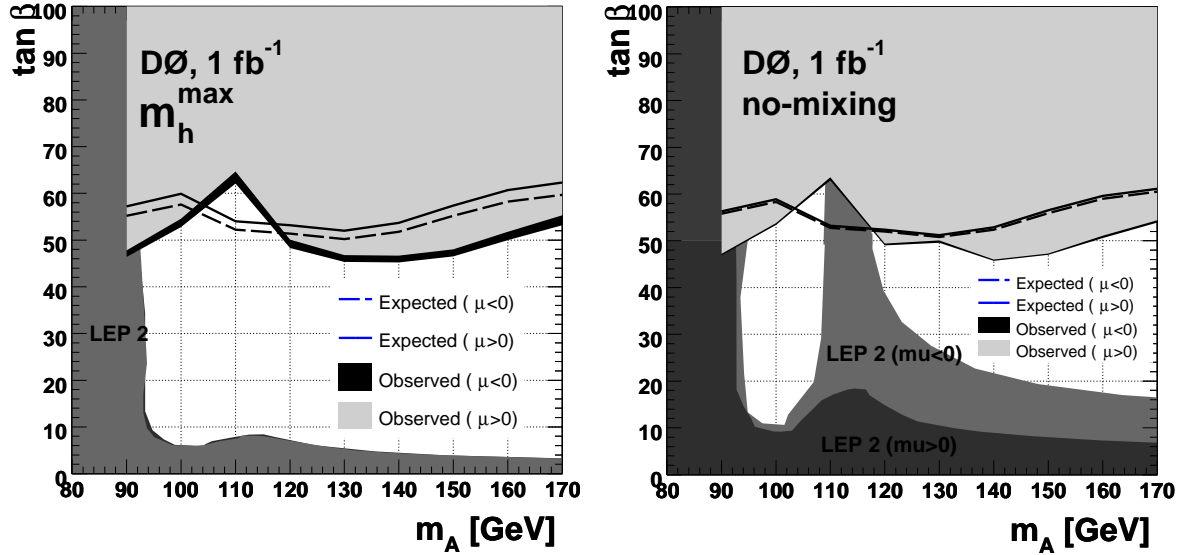 tan β
100
90
80
70
60
50
40
30
20
10
0
DØ, 1 fb⁻¹
m_h^max
LEP 2
Expected ( μ<0)
Expected ( μ>0)
Observed ( μ<0)
Observed ( μ>0)
80 90 100 110 120 130 140 150 160 170
m_A [GeV]
tan β
100
90
80
70
60
50
40
30
20
10
0
DØ, 1 fb⁻¹
no-mixing
Expected ( μ<0)
Expected ( μ>0)
Observed ( μ<0)
Observed ( μ>0)
LEP 2 (mu<0)
LEP 2 (mu>0)
80 90 100 110 120 130 140 150 160 170
m_A [GeV]